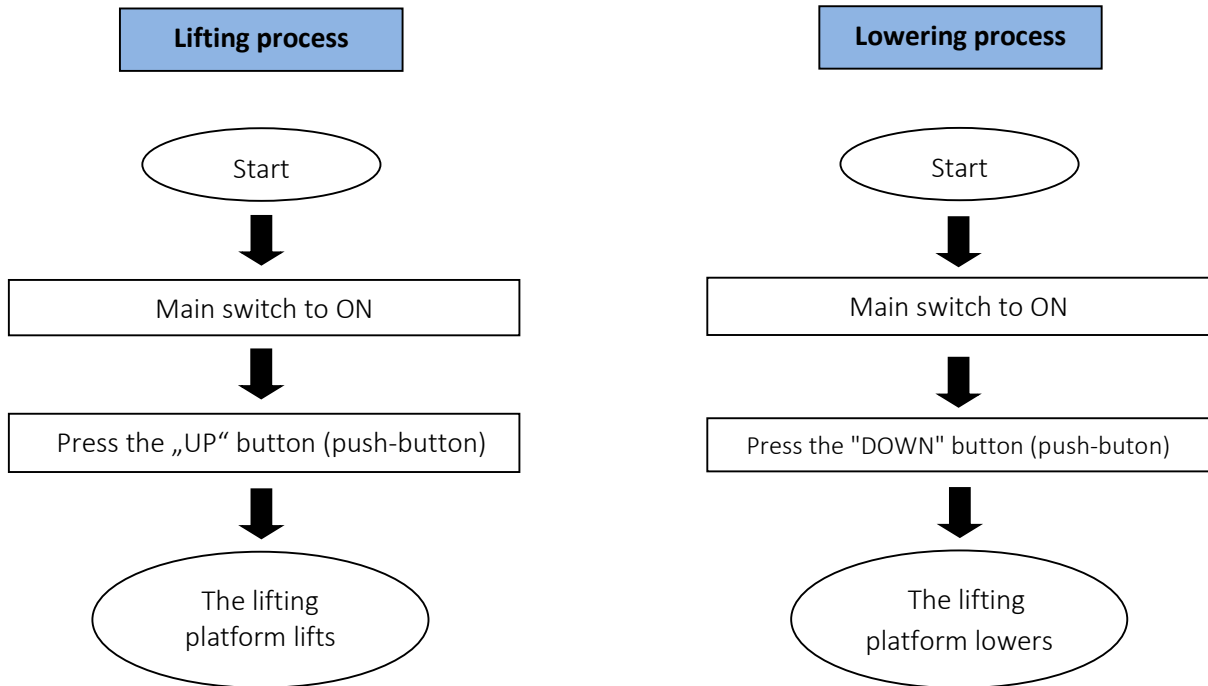 Lifting process
Start
Main switch to ON
Press the „UP“ button (push-button)
The lifting
platform lifts
Lowering process
Start
Main switch to ON
Press the "DOWN" button (push-buton)
The lifting
platform lowers